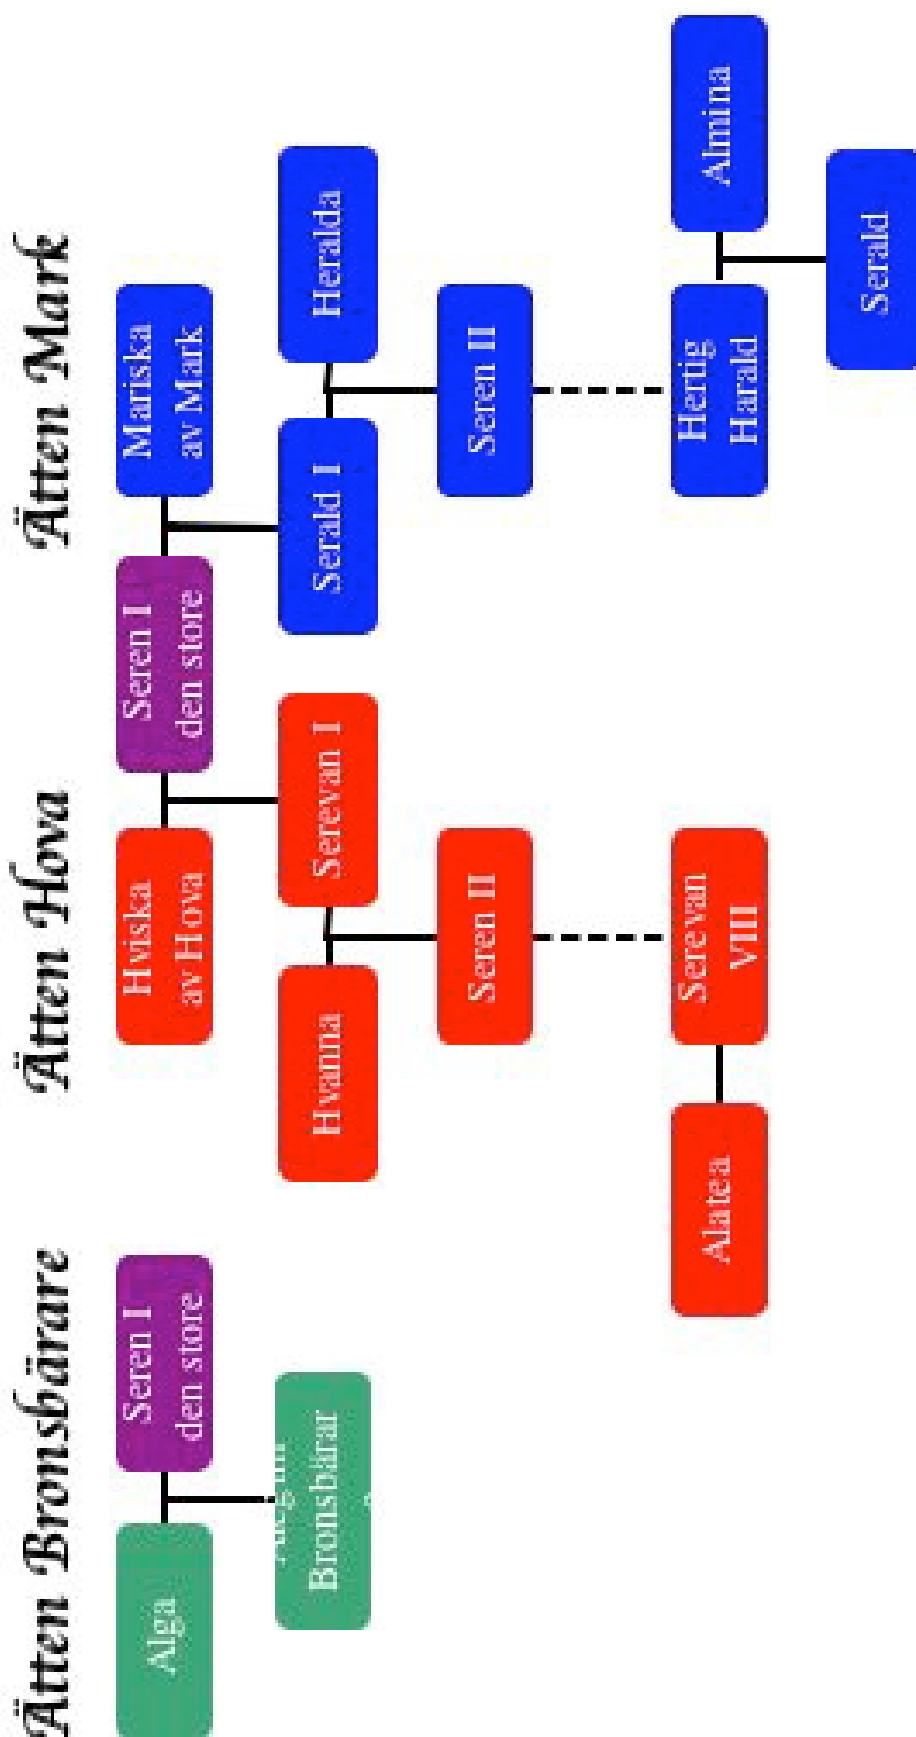 Ätten Bronsbärare
Ätten Hova
Ätten Mark
Alga
Seren I
den store
Hviska
av Hova
Seren I
den store
Mariska
av Mark
Bronsbärar
Hvanna
Serevan I
Serald I
Heralda
Seren II
Seren II
Alatea
Serevan
VIII
Hertig
Harald
Almina
Serald